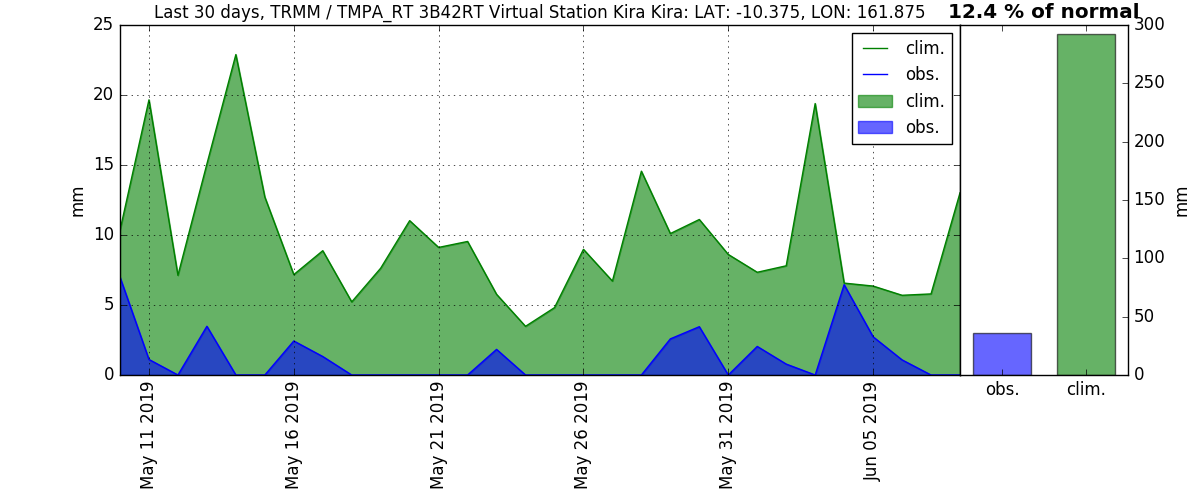 Last 30 days, TRMM / TMPA_RT 3B42RT Virtual Station Kira Kira: LAT: -10.375, LON: 161.875
12.4 % of normal
mm
25
20
15
10
5
0
clim.
obs.
clim.
obs.
May 11 2019
May 16 2019
May 21 2019
May 26 2019
May 31 2019
Jun 05 2019
300
250
200
150
100
50
0
mm
obs.
clim.